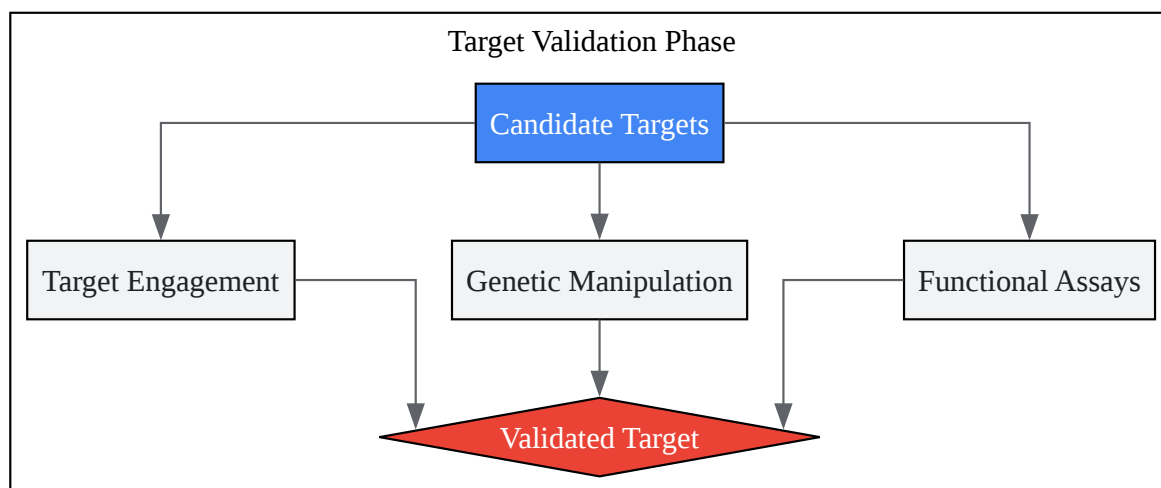 Target Validation Phase
Candidate Targets
Target Engagement
Genetic Manipulation
Functional Assays
Validated Target